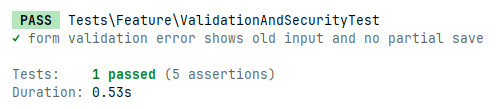 PASS Tests\Feature\ValidationAndSecurityTest
✓ form validation error shows old input and no partial save
Tests: 1 passed (5 assertions)
Duration: 0.53s